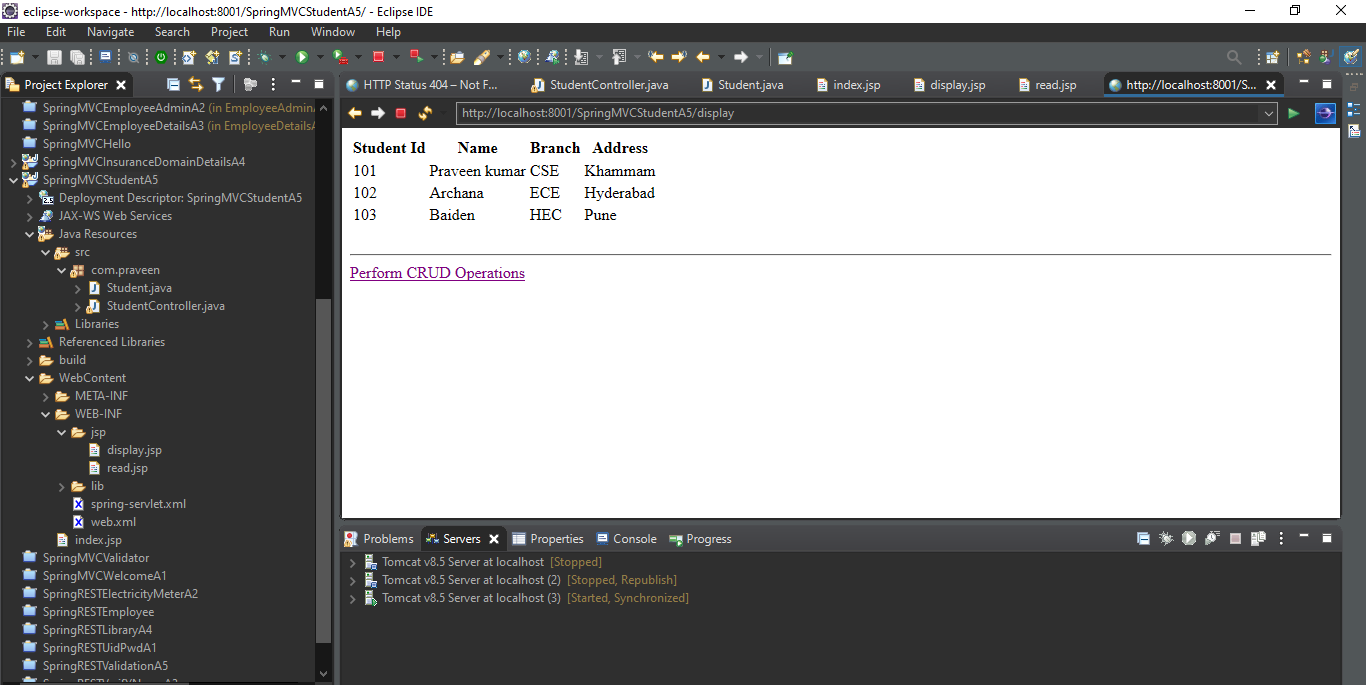 eclipse-workspace - http://localhost:8001/SpringMVCStudentA5/ - Eclipse IDE
File Edit Navigate Search Project Run Window Help
Project Explorer
SpringMVCEmployeeAdminA2 (in EmployeeAdmin
SpringMVCEmployeeDetailsA3 (in EmployeeDetails
SpringMVCHello
SpringMVCInsuranceDomainDetailsA4
SpringMVCStudentA5
Deployment Descriptor: SpringMVCStudentA5
JAX-WS Web Services
Java Resources
src
com.praveen
Student.java
StudentController.java
Libraries
Referenced Libraries
build
WebContent
META-INF
WEB-INF
jsp
display.jsp
read.jsp
lib
spring-servlet.xml
web.xml
index.jsp
SpringMVCValidator
SpringMVCWelcomeA1
SpringRESTElectricityMeterA2
SpringRESTEmployee
SpringRESTLibraryA4
SpringRESTUidPwdA1
SpringRESTValidationA5
HTTP Status 404 – Not F... StudentController.java Student.java index.jsp display.jsp read.jsp http://localhost:8001/S...
http://localhost:8001/SpringMVCStudentA5/display
Student Id Name Branch Address
101 Praveen kumar CSE Khammam
102 Archana ECE Hyderabad
103 Baiden HEC Pune
Perform CRUD Operations
Problems Servers Properties Console Progress
Tomcat v8.5 Server at localhost [Stopped]
Tomcat v8.5 Server at localhost (2) [Stopped, Republish]
Tomcat v8.5 Server at localhost (3) [Started, Synchronized]